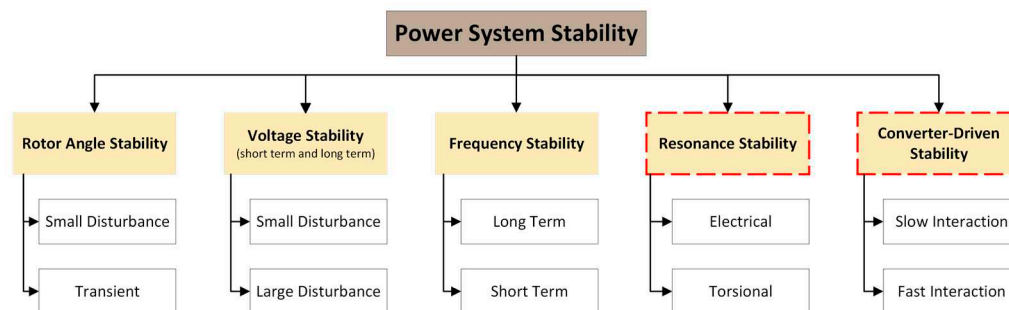 Power System Stability
Rotor Angle Stability
Voltage Stability
(short term and long term)
Frequency Stability
Resonance Stability
Converter-Driven
Stability
Small Disturbance
Small Disturbance
Long Term
Electrical
Slow Interaction
Transient
Large Disturbance
Short Term
Torsional
Fast Interaction